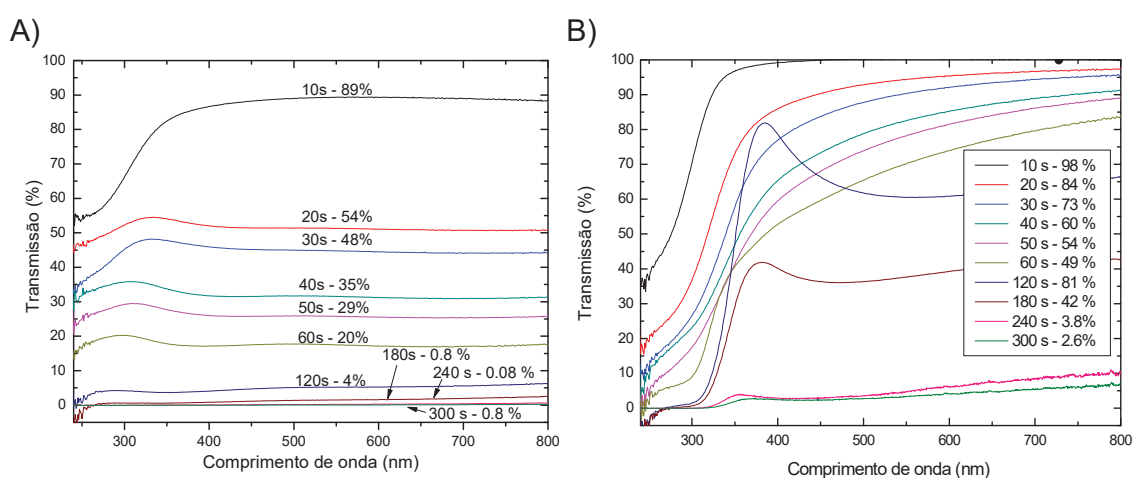 A)
100
90
80
70
60
50
40
30
20
10
0
Transmissão (%)
10s - 89%
20s - 54%
30s - 48%
40s - 35%
50s - 29%
60s - 20%
180s - 0.8 %
240 s - 0.08 %
120s - 4%
300 s - 0.8 %
300 400 500 600 700 800
Comprimento de onda (nm)
B)
100
90
80
70
60
50
40
30
20
10
0
Transmissão (%)
10 s - 98 %
20 s - 84 %
30 s - 73 %
40 s - 60 %
50 s - 54 %
60 s - 49 %
120 s - 81 %
180 s - 42 %
240 s - 3.8%
300 s - 2.6%
300 400 500 600 700 800
Comprimento de onda (nm)